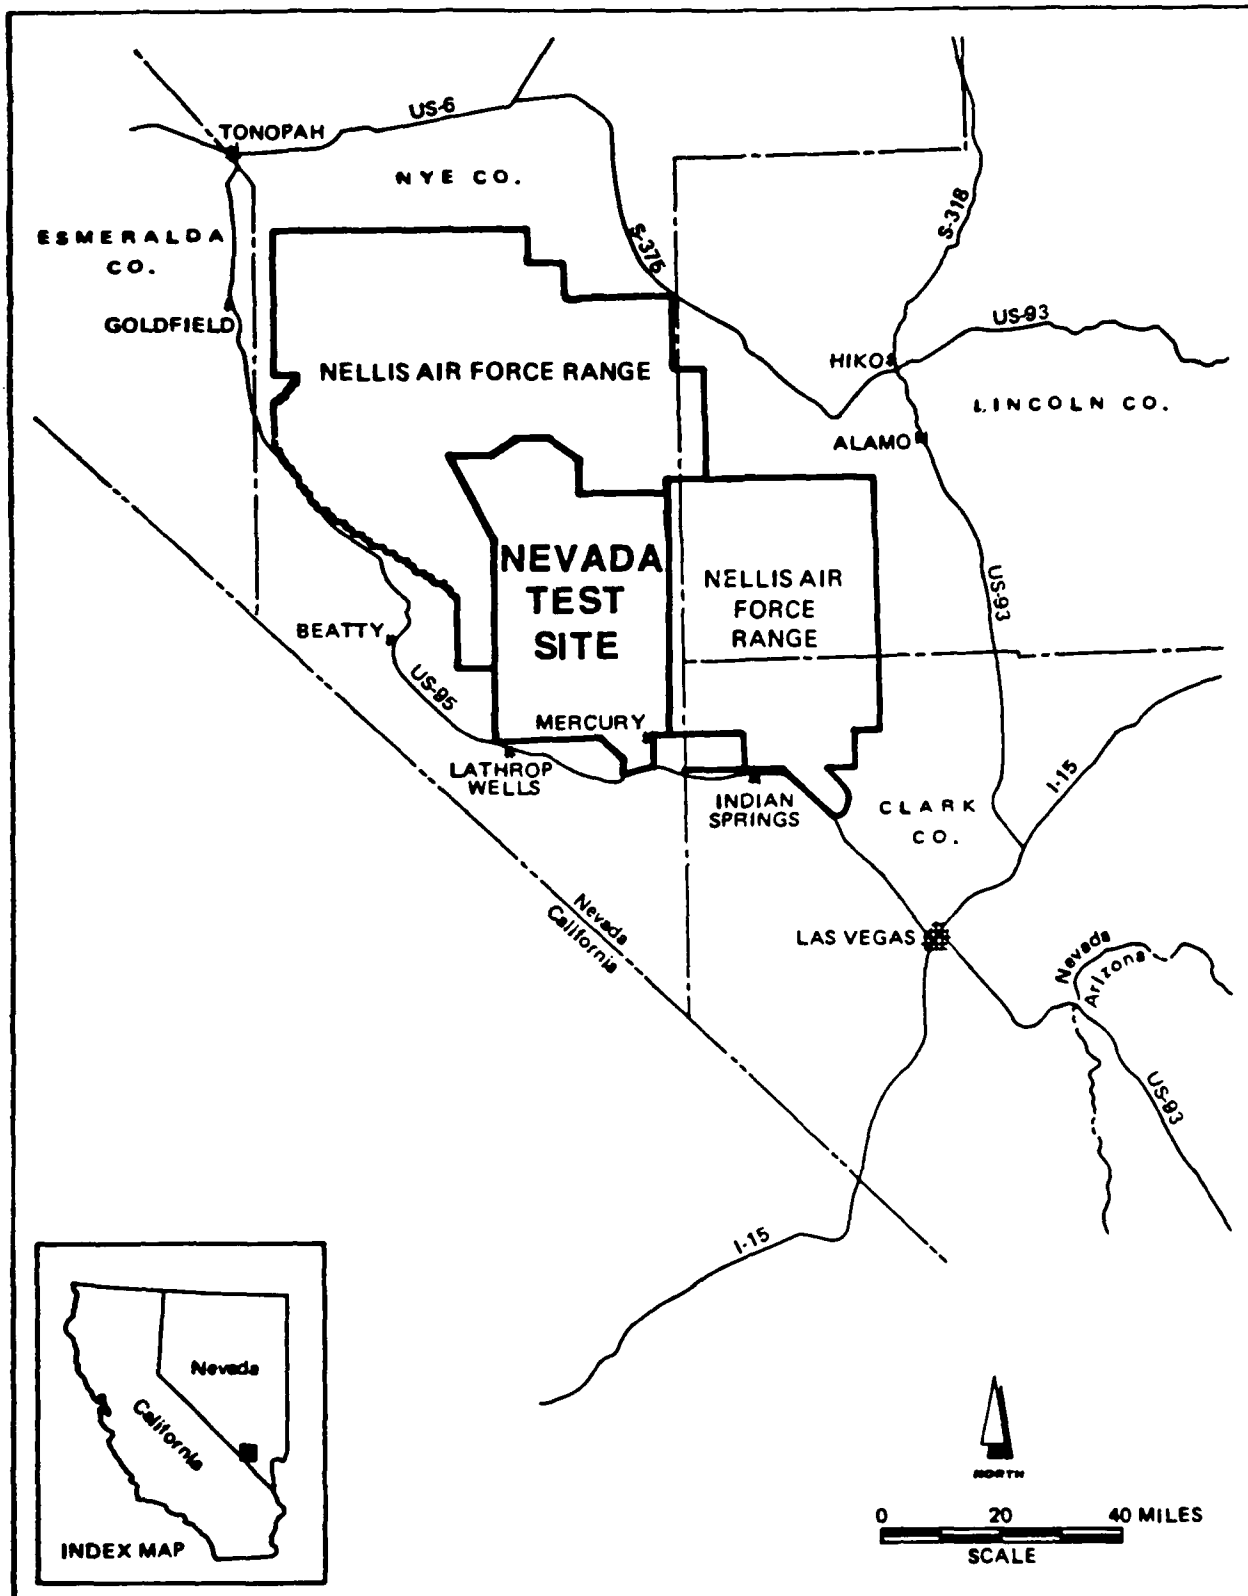 US-6
TONOPAH
NYE CO.
S-318
ESMERALDA
CO.
S-375
GOLDFIELD
US-93
HIKO
NELLIS AIR FORCE RANGE
LINCOLN CO.
ALAMO
NEVADA
TEST
SITE
NELLIS AIR
FORCE
RANGE
US-93
BEATTY
US-95
MERCURY
LATHROP
WELLS
INDIAN
SPRINGS
CLARK
CO.
I-15
Nevada
California
LAS VEGAS
Nevada
Arizona
US-93
I-15
Nevada
California
INDEX MAP
NORTH
0 20 40 MILES
SCALE